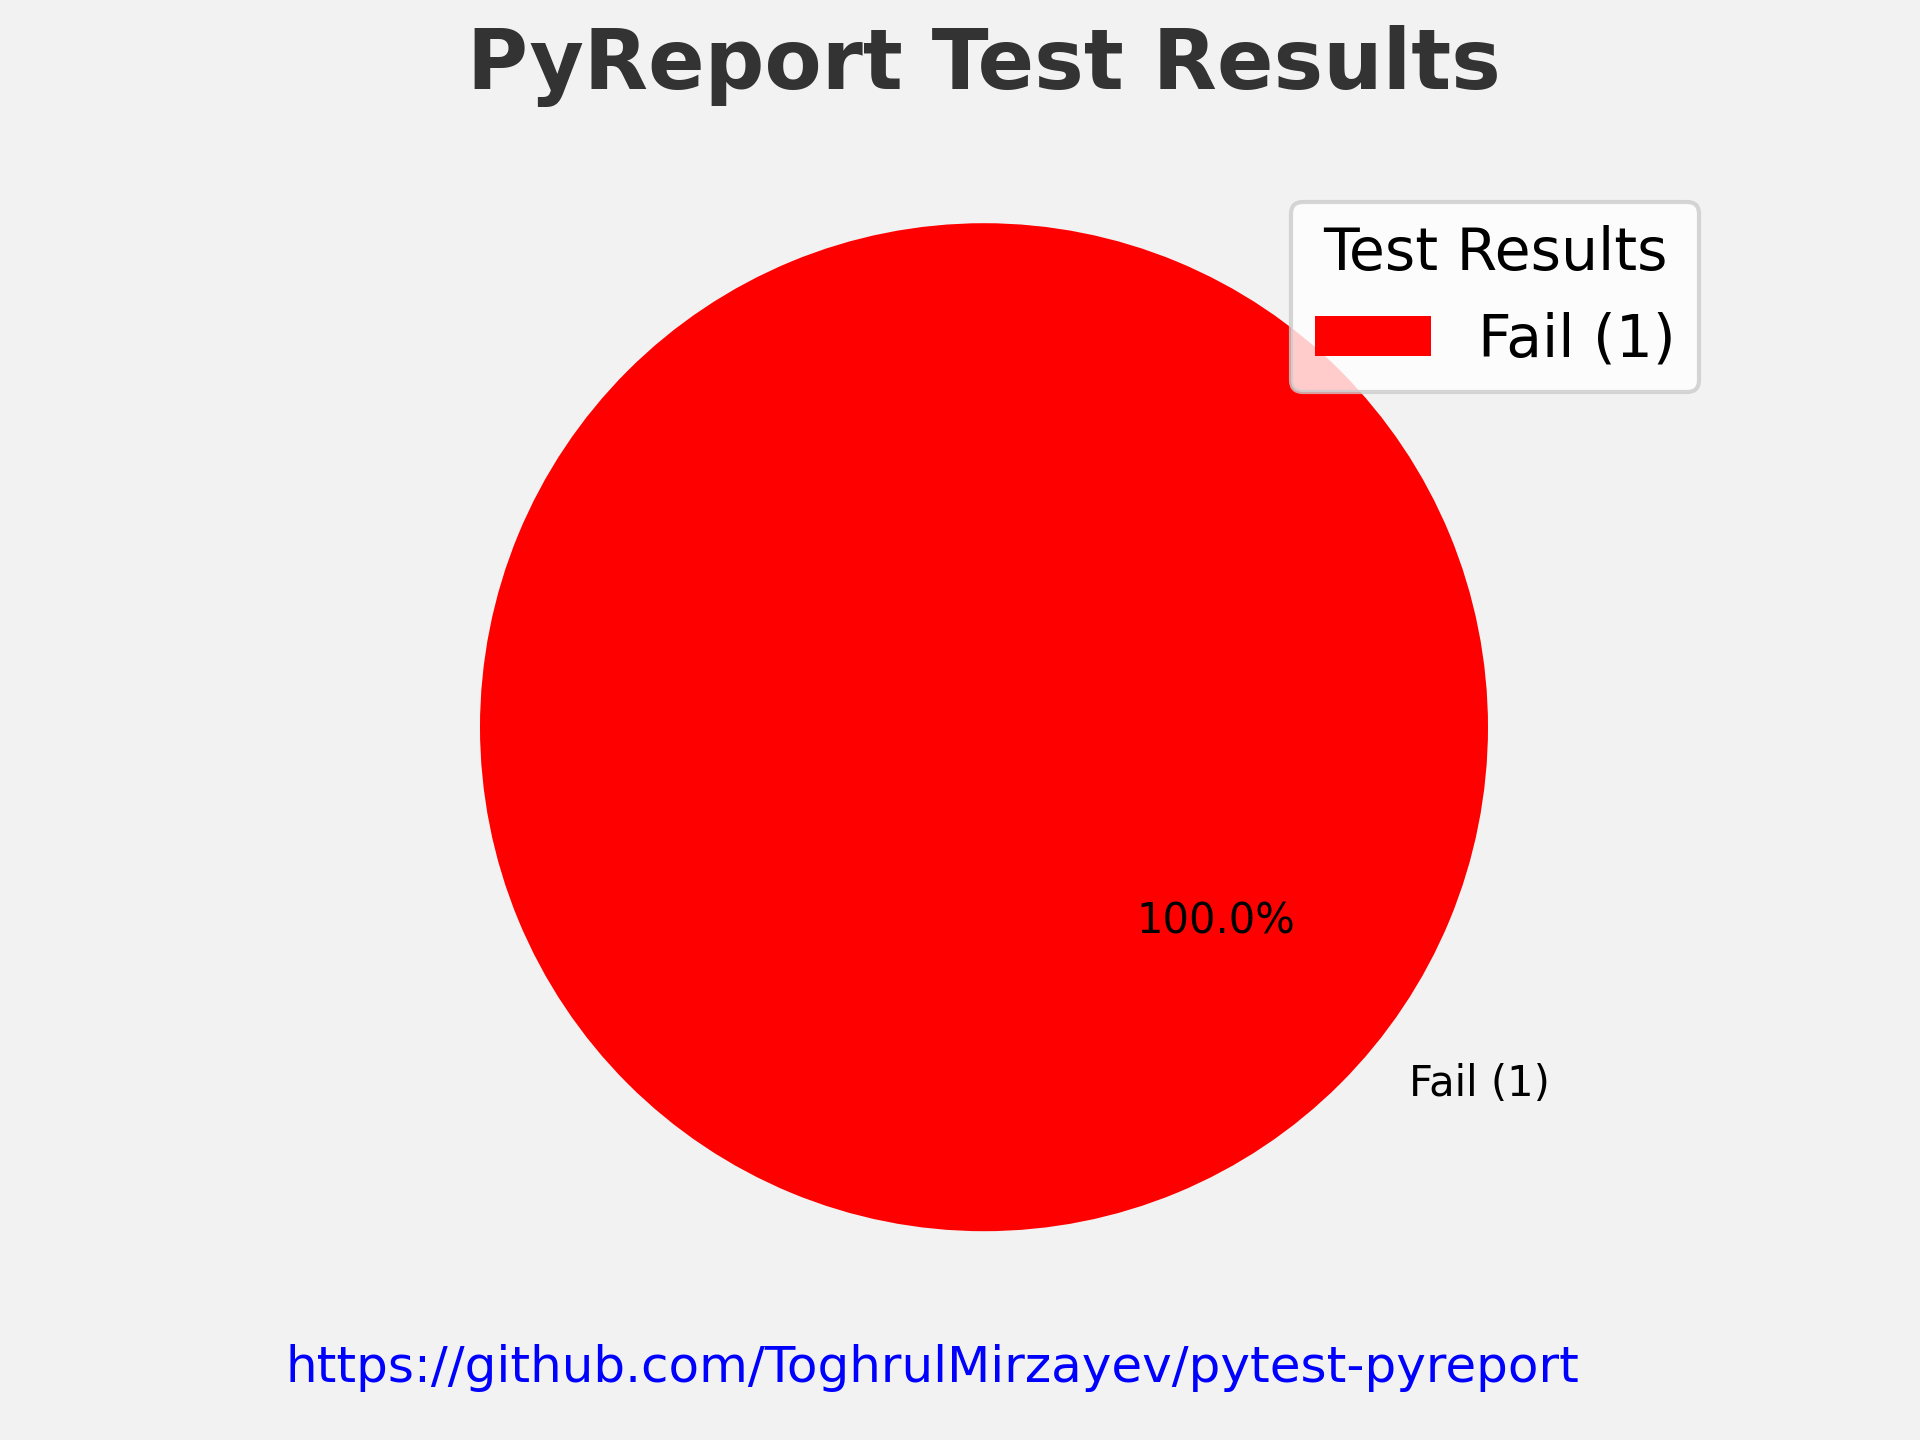 PyReport Test Results
Test Results
Fail (1)
100.0%
Fail (1)
https://github.com/ToghrulMirzayev/pytest-pyreport